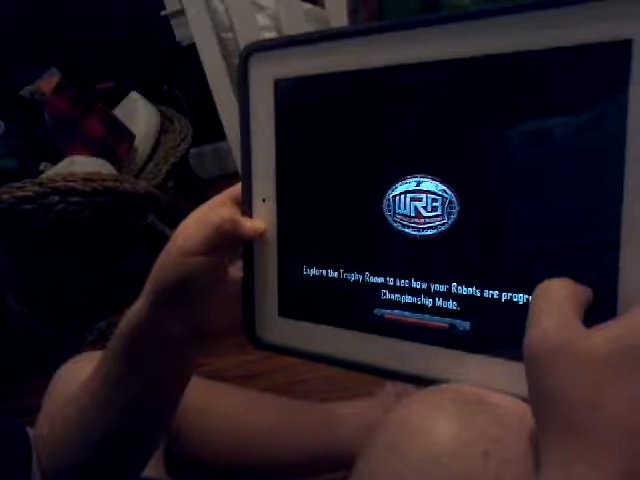 WRB
Explore the Trophy Room to see how your Robots are progr
Championship Mode.